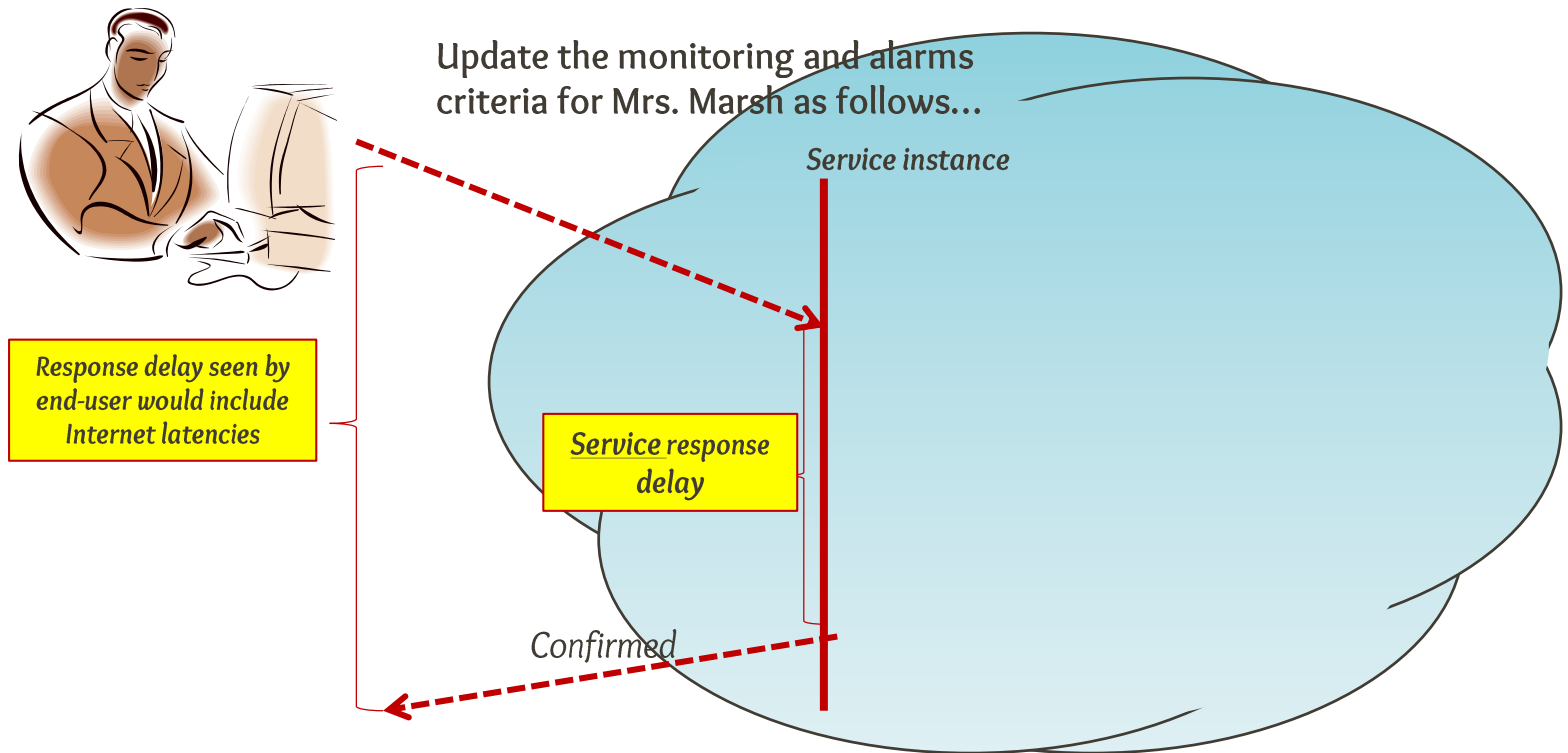 Update the monitoring and alarms
criteria for Mrs. Marsh as follows…
Service instance
Response delay seen by
end-user would include
Internet latencies
Service response
delay
Confirmed